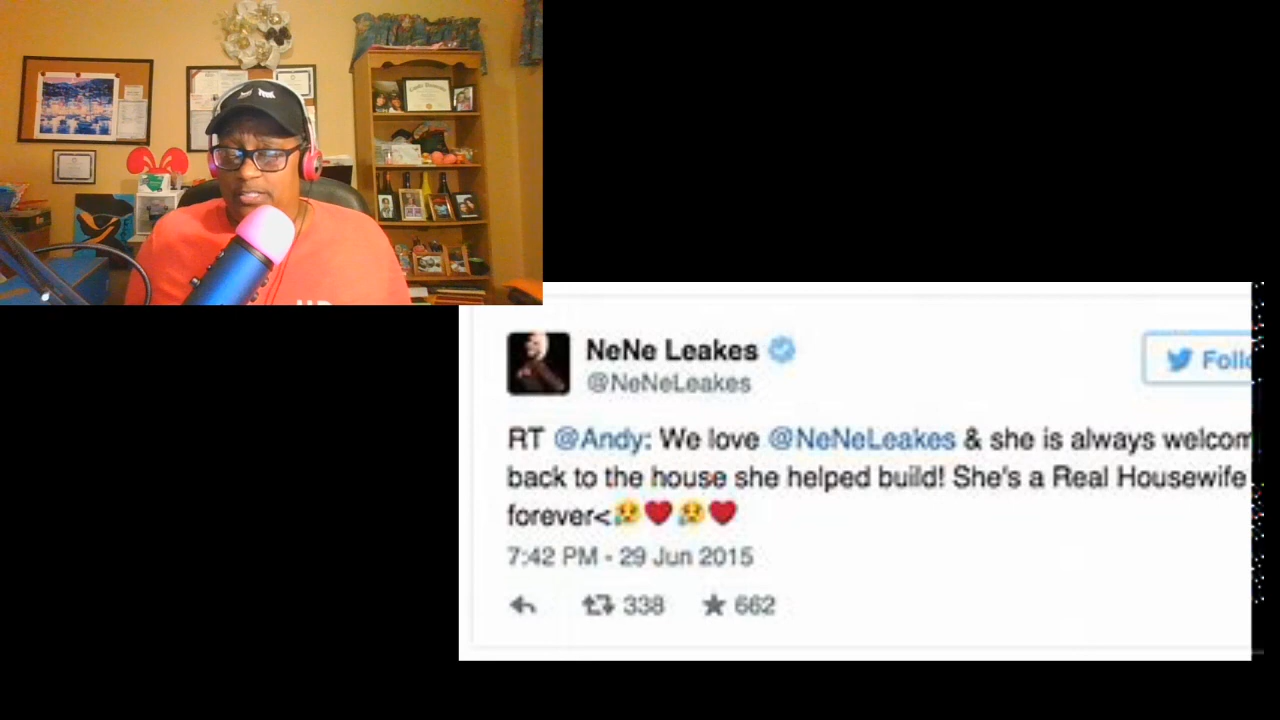 NeNe Leakes
@NeNeLeakes
RT @Andy: We love @NeNeLeakes & she is always welcom
back to the house she helped build! She's a Real Housewife
forever<😥❤️😥❤️
7:42 PM - 29 Jun 2015
338 662